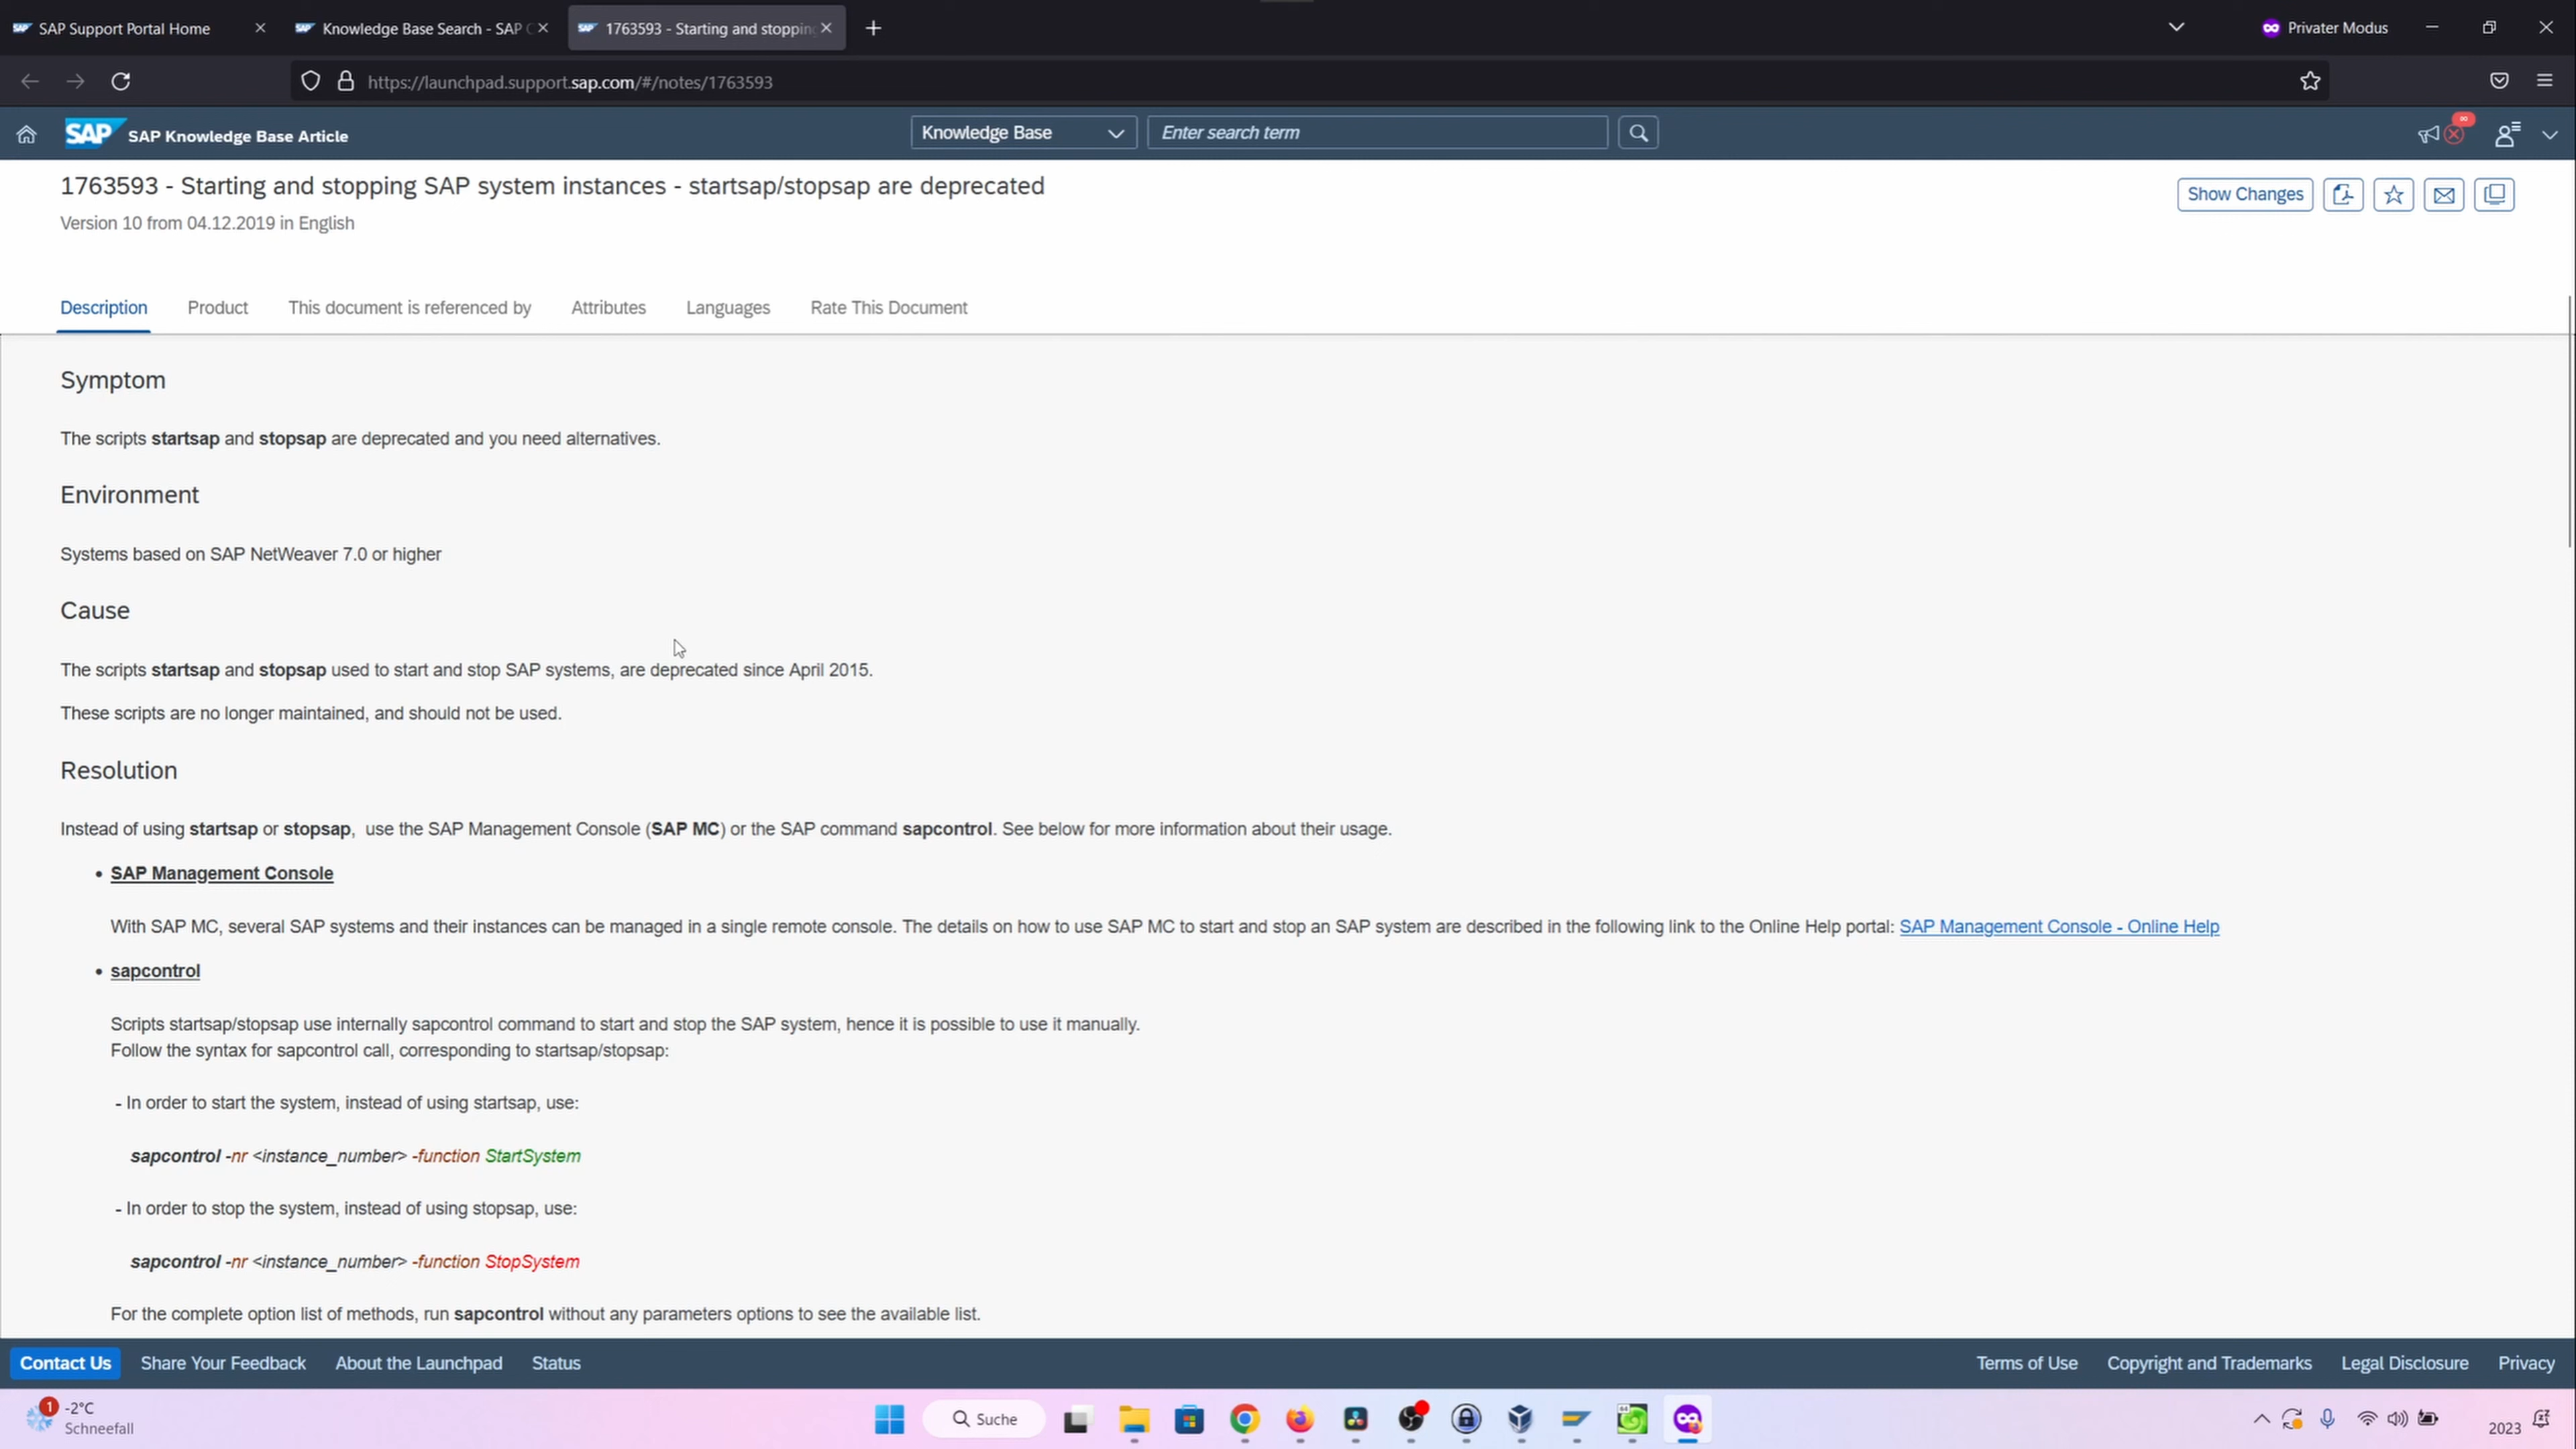 SAP Support Portal Home
Knowledge Base Search - SAP
1763593 - Starting and stopping
Privater Modus
https://launchpad.support.sap.com/#/notes/1763593
SAP SAP Knowledge Base Article
Knowledge Base
Enter search term
1763593 - Starting and stopping SAP system instances - startsap/stopsap are deprecated
Show Changes
Version 10 from 04.12.2019 in English
Description Product This document is referenced by Attributes Languages Rate This Document
Symptom
The scripts startsap and stopsap are deprecated and you need alternatives.
Environment
Systems based on SAP NetWeaver 7.0 or higher
Cause
The scripts startsap and stopsap used to start and stop SAP systems, are deprecated since April 2015.
These scripts are no longer maintained, and should not be used.
Resolution
Instead of using startsap or stopsap, use the SAP Management Console (SAP MC) or the SAP command sapcontrol. See below for more information about their usage.
• SAP Management Console
With SAP MC, several SAP systems and their instances can be managed in a single remote console. The details on how to use SAP MC to start and stop an SAP system are described in the following link to the Online Help portal: SAP Management Console - Online Help
• sapcontrol
Scripts startsap/stopsap use internally sapcontrol command to start and stop the SAP system, hence it is possible to use it manually.
Follow the syntax for sapcontrol call, corresponding to startsap/stopsap:
- In order to start the system, instead of using startsap, use:
sapcontrol -nr <instance_number> -function StartSystem
- In order to stop the system, instead of using stopsap, use:
sapcontrol -nr <instance_number> -function StopSystem
For the complete option list of methods, run sapcontrol without any parameters options to see the available list.
Contact Us Share Your Feedback About the Launchpad Status
Terms of Use Copyright and Trademarks Legal Disclosure Privacy
1
-2°C
Schneefall
Suche
2023